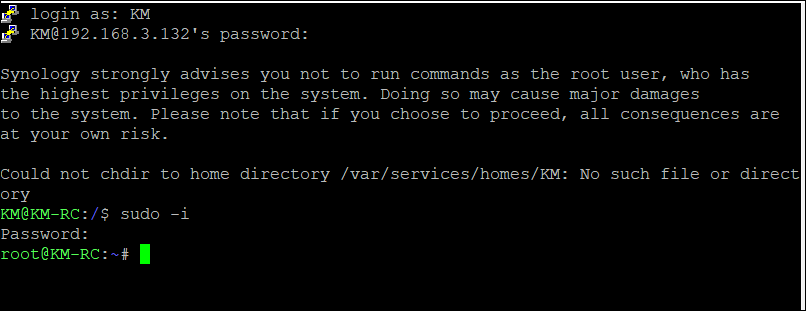 login as: KM
KM@192.168.3.132's password:
Synology strongly advises you not to run commands as the root user, who has
the highest privileges on the system. Doing so may cause major damages
to the system. Please note that if you choose to proceed, all consequences are
at your own risk.
Could not chdir to home directory /var/services/homes/KM: No such file or direct
ory
KM@KM-RC:/$ sudo -i
Password:
root@KM-RC:~#